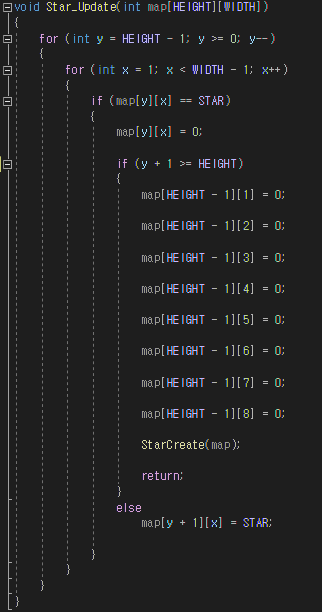 void Star_Update(int map[HEIGHT][WIDTH])
{
for (int y = HEIGHT - 1; y >= 0; y--)
{
for (int x = 1; x < WIDTH - 1; x++)
{
if (map[y][x] == STAR)
{
map[y][x] = 0;
if (y + 1 >= HEIGHT)
{
map[HEIGHT - 1][1] = 0;
map[HEIGHT - 1][2] = 0;
map[HEIGHT - 1][3] = 0;
map[HEIGHT - 1][4] = 0;
map[HEIGHT - 1][5] = 0;
map[HEIGHT - 1][6] = 0;
map[HEIGHT - 1][7] = 0;
map[HEIGHT - 1][8] = 0;
StarCreate(map);
return;
}
else
map[y + 1][x] = STAR;
}
}
}
}